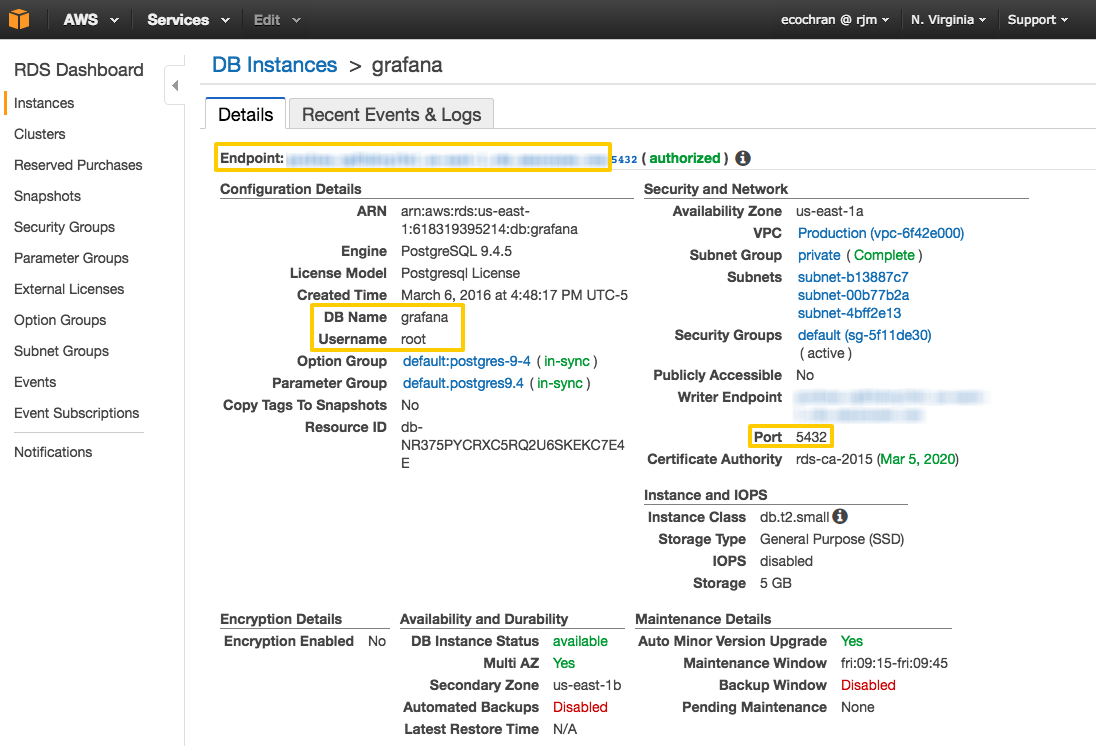 AWS Services Edit ecochran @ rjm N. Virginia Support
RDS Dashboard
Instances
Clusters
Reserved Purchases
Snapshots
Security Groups
Parameter Groups
External Licenses
Option Groups
Subnet Groups
Events
Event Subscriptions
Notifications
DB Instances > grafana
Details Recent Events & Logs
Endpoint: 5432 ( authorized )
Configuration Details
ARN arn:aws:rds:us-east-
1:618319395214:db:grafana
Engine PostgreSQL 9.4.5
License Model Postgresql License
Created Time March 6, 2016 at 4:48:17 PM UTC-5
DB Name grafana
Username root
Option Group default:postgres-9-4 ( in-sync )
Parameter Group default.postgres9.4 ( in-sync )
Copy Tags To Snapshots No
Resource ID db-
NR375PYCRXC5RQ2U6SKEKC7E4
E
Security and Network
Availability Zone us-east-1a
VPC Production (vpc-6f42e000)
Subnet Group private ( Complete )
Subnets subnet-b13887c7
subnet-00b77b2a
subnet-4bff2e13
Security Groups default (sg-5f11de30)
( active )
Publicly Accessible No
Writer Endpoint
Port 5432
Certificate Authority rds-ca-2015 (Mar 5, 2020)
Instance and IOPS
Instance Class db.t2.small
Storage Type General Purpose (SSD)
IOPS disabled
Storage 5 GB
Encryption Details
Encryption Enabled No
Availability and Durability
DB Instance Status available
Multi AZ Yes
Secondary Zone us-east-1b
Automated Backups Disabled
Latest Restore Time N/A
Maintenance Details
Auto Minor Version Upgrade Yes
Maintenance Window fri:09:15-fri:09:45
Backup Window Disabled
Pending Maintenance None